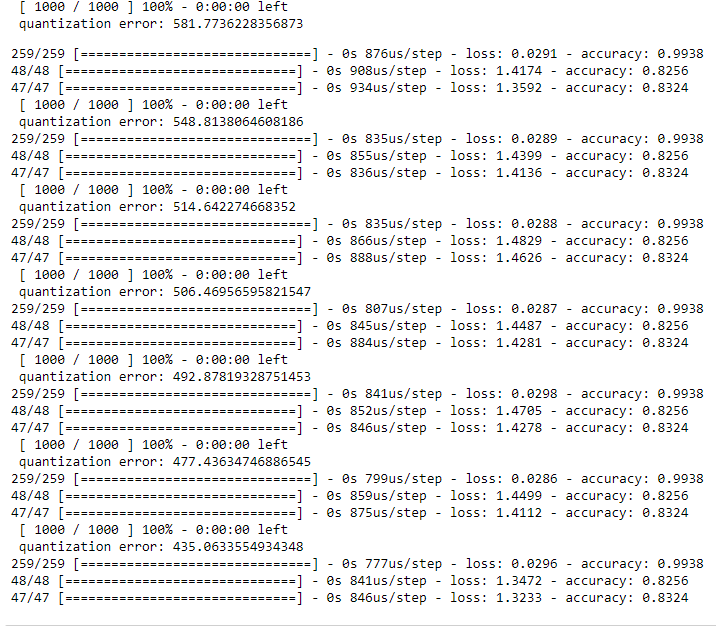 [ 1000 / 1000 ] 100% - 0:00:00 left
quantization error: 581.7736228356873
259/259 [==============================] - 0s 876us/step - loss: 0.0291 - accuracy: 0.9938
48/48 [==============================] - 0s 908us/step - loss: 1.4174 - accuracy: 0.8256
47/47 [==============================] - 0s 934us/step - loss: 1.3592 - accuracy: 0.8324
[ 1000 / 1000 ] 100% - 0:00:00 left
quantization error: 548.8138064608186
259/259 [==============================] - 0s 835us/step - loss: 0.0289 - accuracy: 0.9938
48/48 [==============================] - 0s 855us/step - loss: 1.4399 - accuracy: 0.8256
47/47 [==============================] - 0s 836us/step - loss: 1.4136 - accuracy: 0.8324
[ 1000 / 1000 ] 100% - 0:00:00 left
quantization error: 514.642274668352
259/259 [==============================] - 0s 835us/step - loss: 0.0288 - accuracy: 0.9938
48/48 [==============================] - 0s 866us/step - loss: 1.4829 - accuracy: 0.8256
47/47 [==============================] - 0s 888us/step - loss: 1.4626 - accuracy: 0.8324
[ 1000 / 1000 ] 100% - 0:00:00 left
quantization error: 506.46956595821547
259/259 [==============================] - 0s 807us/step - loss: 0.0287 - accuracy: 0.9938
48/48 [==============================] - 0s 845us/step - loss: 1.4487 - accuracy: 0.8256
47/47 [==============================] - 0s 884us/step - loss: 1.4281 - accuracy: 0.8324
[ 1000 / 1000 ] 100% - 0:00:00 left
quantization error: 492.87819328751453
259/259 [==============================] - 0s 841us/step - loss: 0.0298 - accuracy: 0.9938
48/48 [==============================] - 0s 852us/step - loss: 1.4705 - accuracy: 0.8256
47/47 [==============================] - 0s 846us/step - loss: 1.4278 - accuracy: 0.8324
[ 1000 / 1000 ] 100% - 0:00:00 left
quantization error: 477.43634746886545
259/259 [==============================] - 0s 799us/step - loss: 0.0286 - accuracy: 0.9938
48/48 [==============================] - 0s 859us/step - loss: 1.4499 - accuracy: 0.8256
47/47 [==============================] - 0s 875us/step - loss: 1.4112 - accuracy: 0.8324
[ 1000 / 1000 ] 100% - 0:00:00 left
quantization error: 435.0633554934348
259/259 [==============================] - 0s 777us/step - loss: 0.0296 - accuracy: 0.9938
48/48 [==============================] - 0s 841us/step - loss: 1.3472 - accuracy: 0.8256
47/47 [==============================] - 0s 846us/step - loss: 1.3233 - accuracy: 0.8324